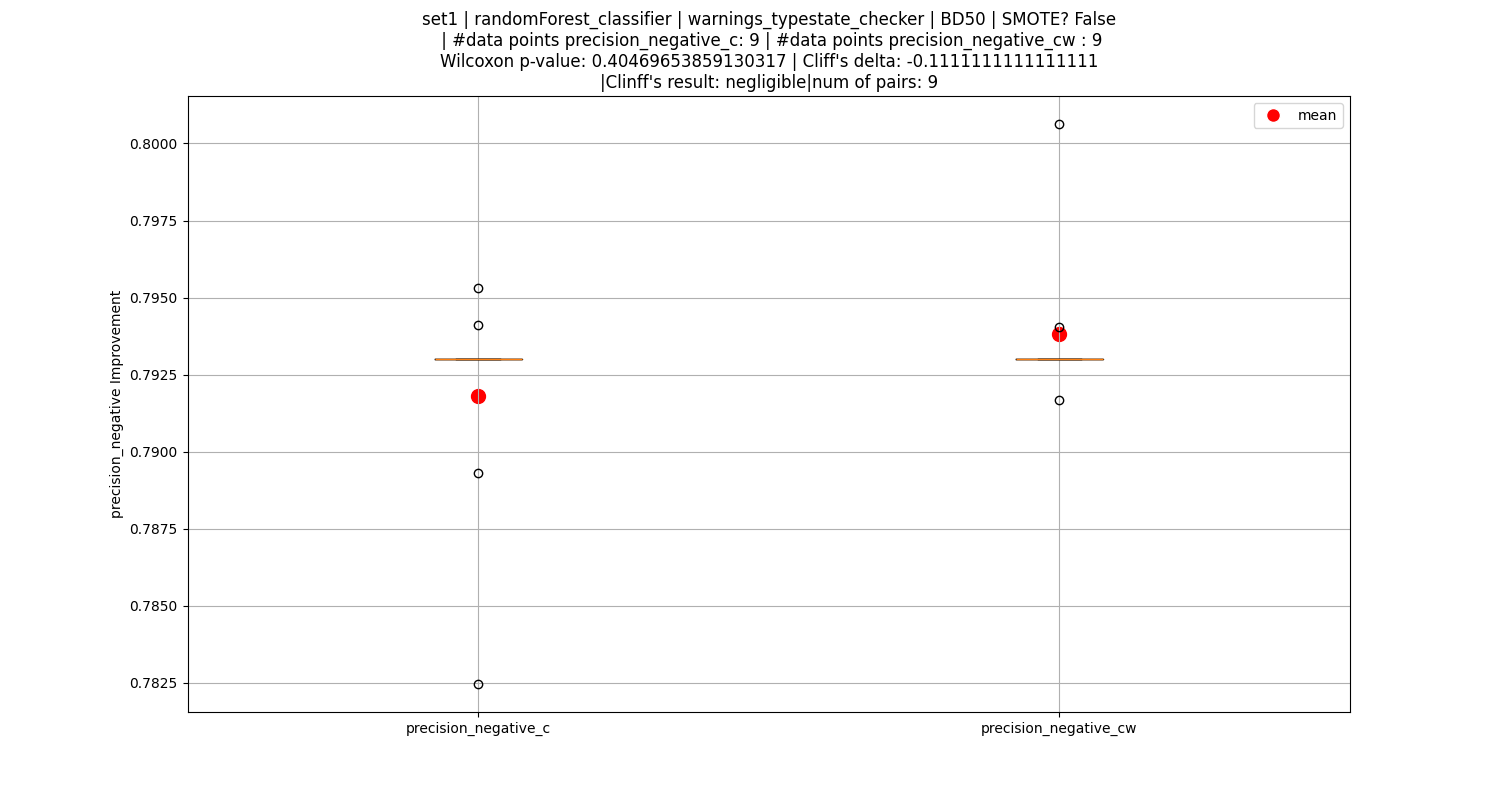 set1 | randomForest_classifier | warnings_typestate_checker | BD50 | SMOTE? False
| #data points precision_negative_c: 9 | #data points precision_negative_cw : 9
Wilcoxon p-value: 0.40469653859130317 | Cliff's delta: -0.1111111111111111
|Clinff's result: negligible|num of pairs: 9
mean
0.8000
0.7975
0.7950
0.7925
0.7900
0.7875
0.7850
0.7825
precision_negative Improvement
precision_negative_c
precision_negative_cw